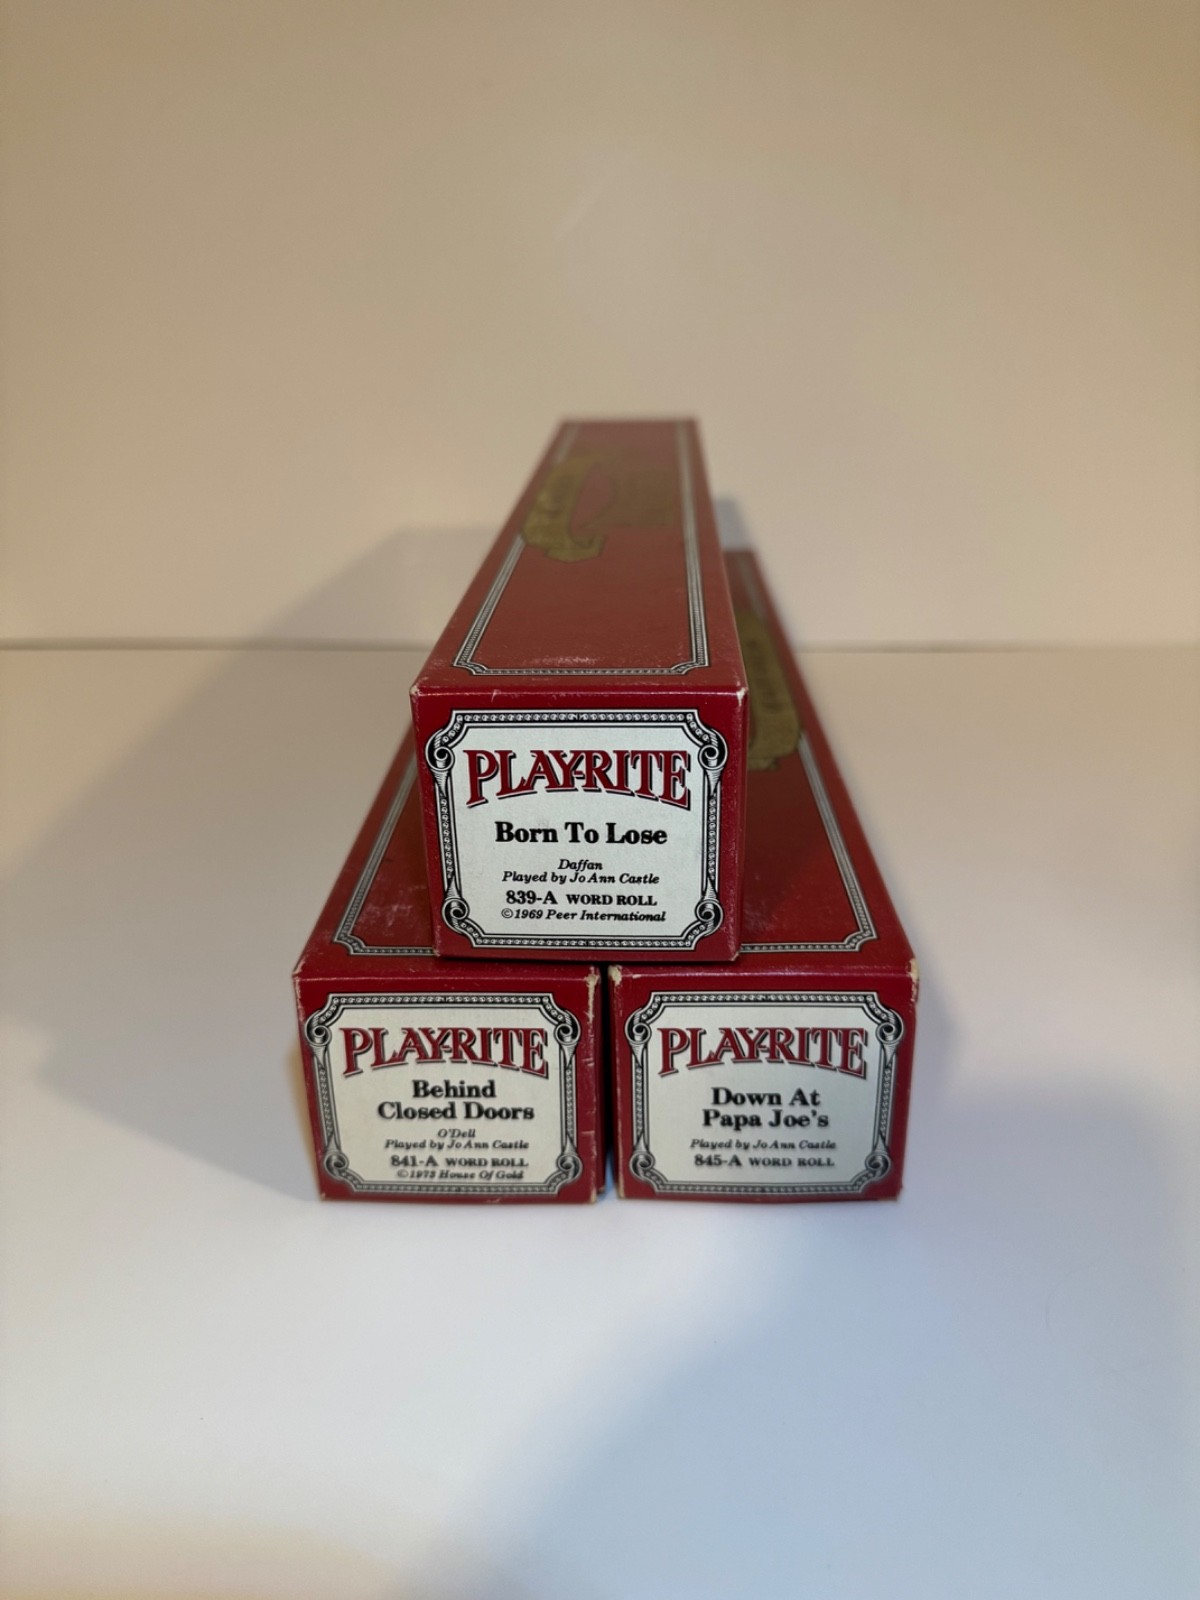 PLAY-RITE
Born To Lose
Daffan
Played by Jo Ann Castle
839-A WORD ROLL
©1969 Peer International
PLAY-RITE
Behind
Closed Doors
O'Dell
Played by Jo Ann Castle
841-A WORD ROLL
©1973 House Of Gold
PLAY-RITE
Down At
Papa Joe's
Played by Jo Ann Castle
845-A WORD ROLL